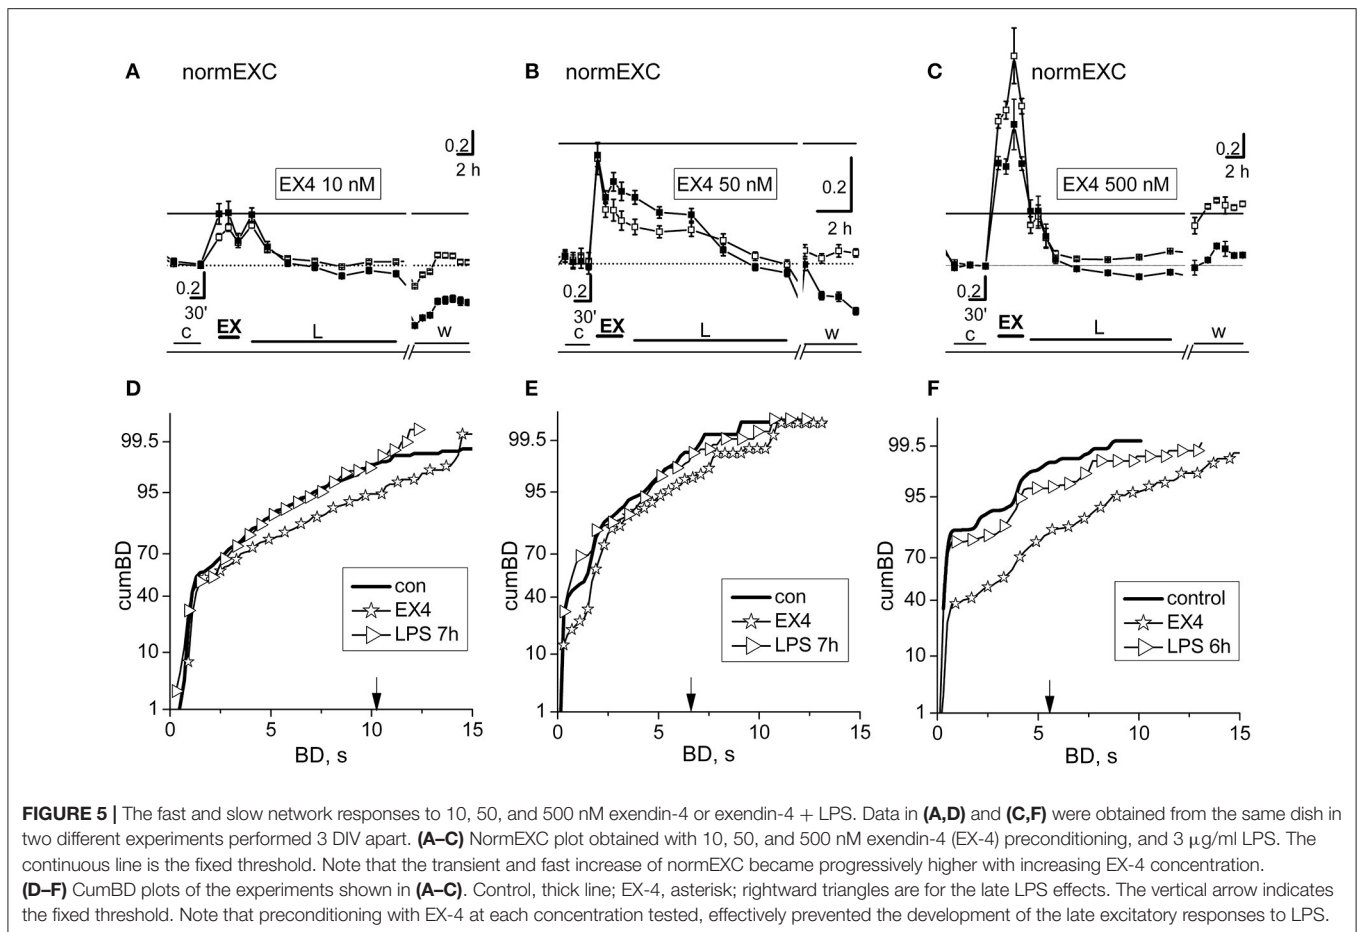 A normEXC
B normEXC
C normEXC
0.2
2 h
EX4 10 nM
0.2
30'
c EX L w
EX4 50 nM
0.2
2 h
0.2
30'
c EX L w
0.2
2 h
EX4 500 nM
0.2
30'
c EX L w
D
cumBD
99.5
95
70
40
10
1
con
EX4
LPS 7h
0 5 10 15
BD, s
E
cumBD
99.5
95
70
40
10
1
con
EX4
LPS 7h
0 5 10 15
BD, s
F
cumBD
99.5
95
70
40
10
1
control
EX4
LPS 6h
0 5 10 15
BD, s
FIGURE 5 | The fast and slow network responses to 10, 50, and 500 nM exendin-4 or exendin-4 + LPS. Data in (A,D) and (C,F) were obtained from the same dish in
two different experiments performed 3 DIV apart. (A–C) NormEXC plot obtained with 10, 50, and 500 nM exendin-4 (EX-4) preconditioning, and 3 μg/ml LPS. The
continuous line is the fixed threshold. Note that the transient and fast increase of normEXC became progressively higher with increasing EX-4 concentration.
(D–F) CumBD plots of the experiments shown in (A–C). Control, thick line; EX-4, asterisk; rightward triangles are for the late LPS effects. The vertical arrow indicates
the fixed threshold. Note that preconditioning with EX-4 at each concentration tested, effectively prevented the development of the late excitatory responses to LPS.